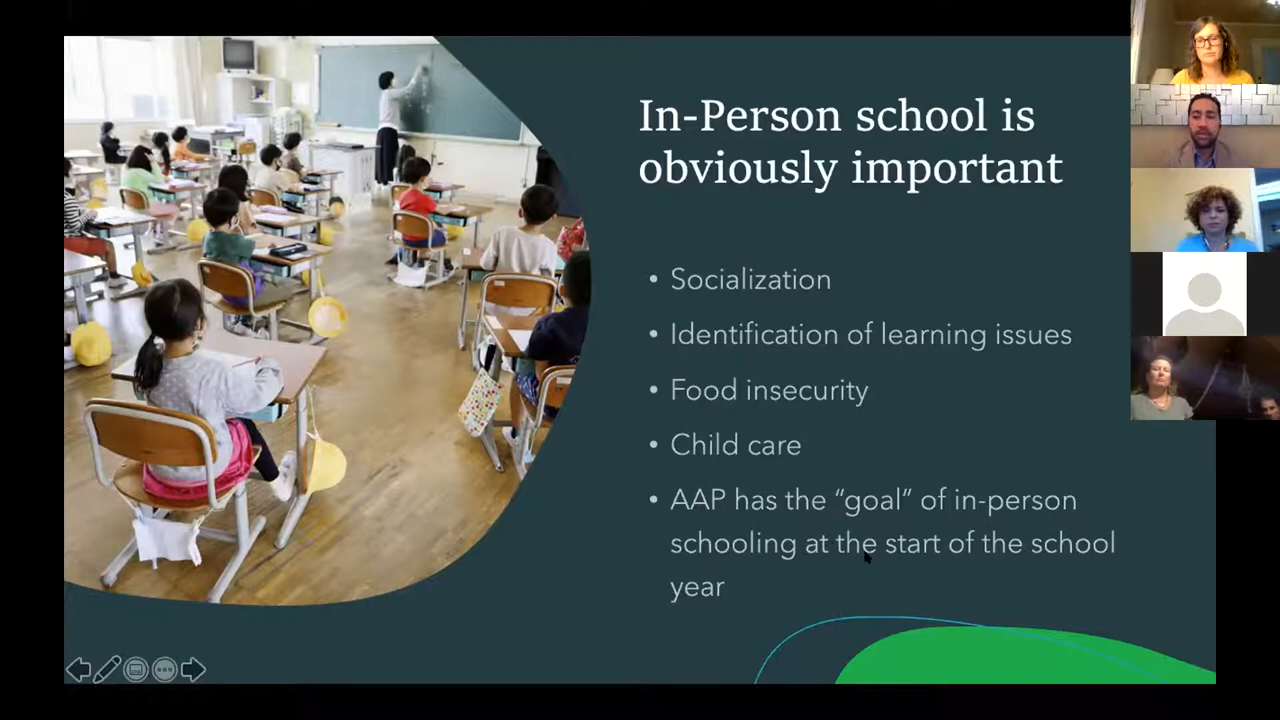 In-Person school is
obviously important
• Socialization
• Identification of learning issues
• Food insecurity
• Child care
• AAP has the “goal” of in-person
schooling at the start of the school
year